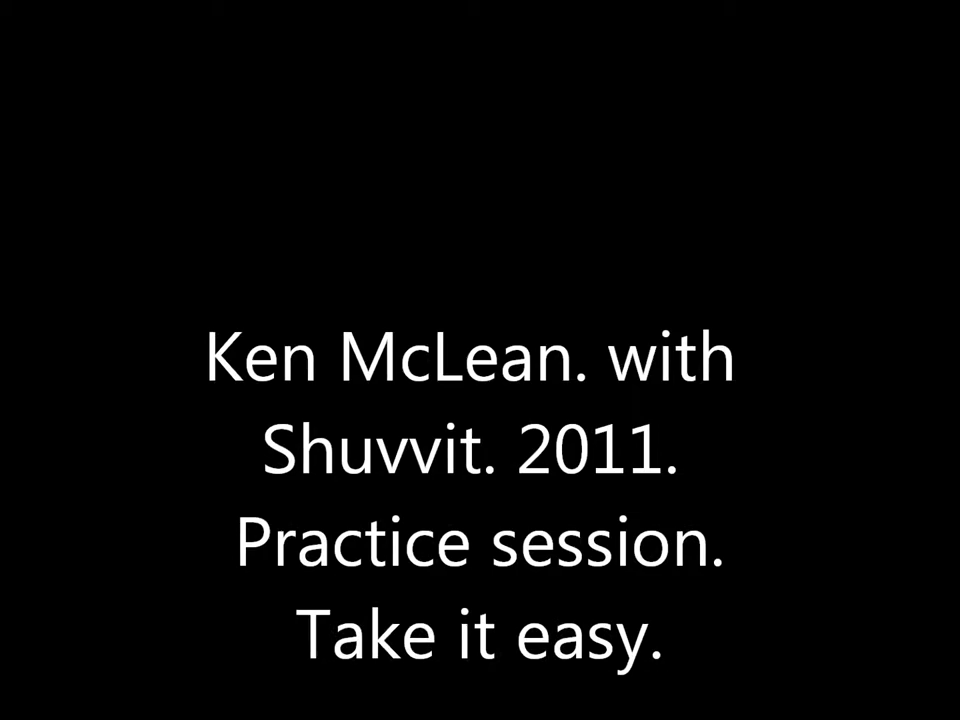 Ken McLean. with
Shuvvit. 2011.
Practice session.
Take it easy.